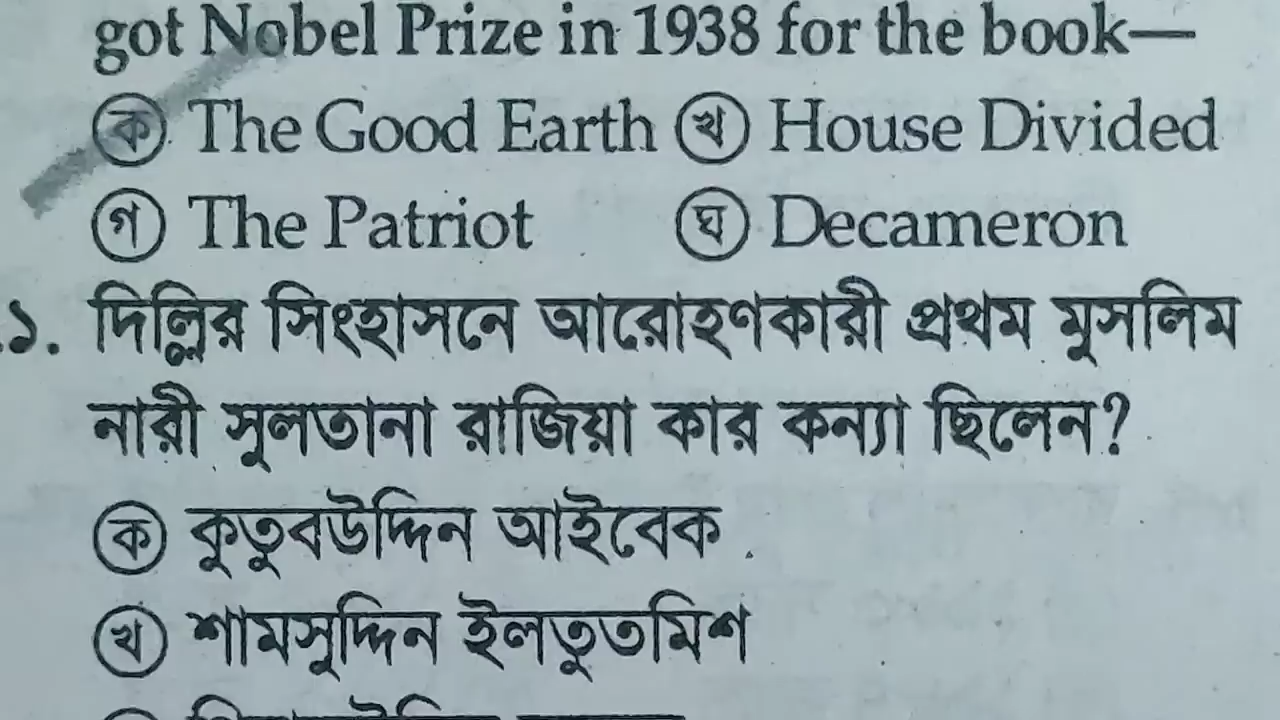 got Nobel Prize in 1938 for the book—
ক The Good Earth খ House Divided
গ The Patriot ঘ Decameron
১. দিল্লির সিংহাসনে আরোহণকারী প্রথম মুসলিম
নারী সুলতানা রাজিয়া কার কন্যা ছিলেন?
ক কুতুবউদ্দিন আইবেক
খ শামসুদ্দিন ইলতুতমিশ